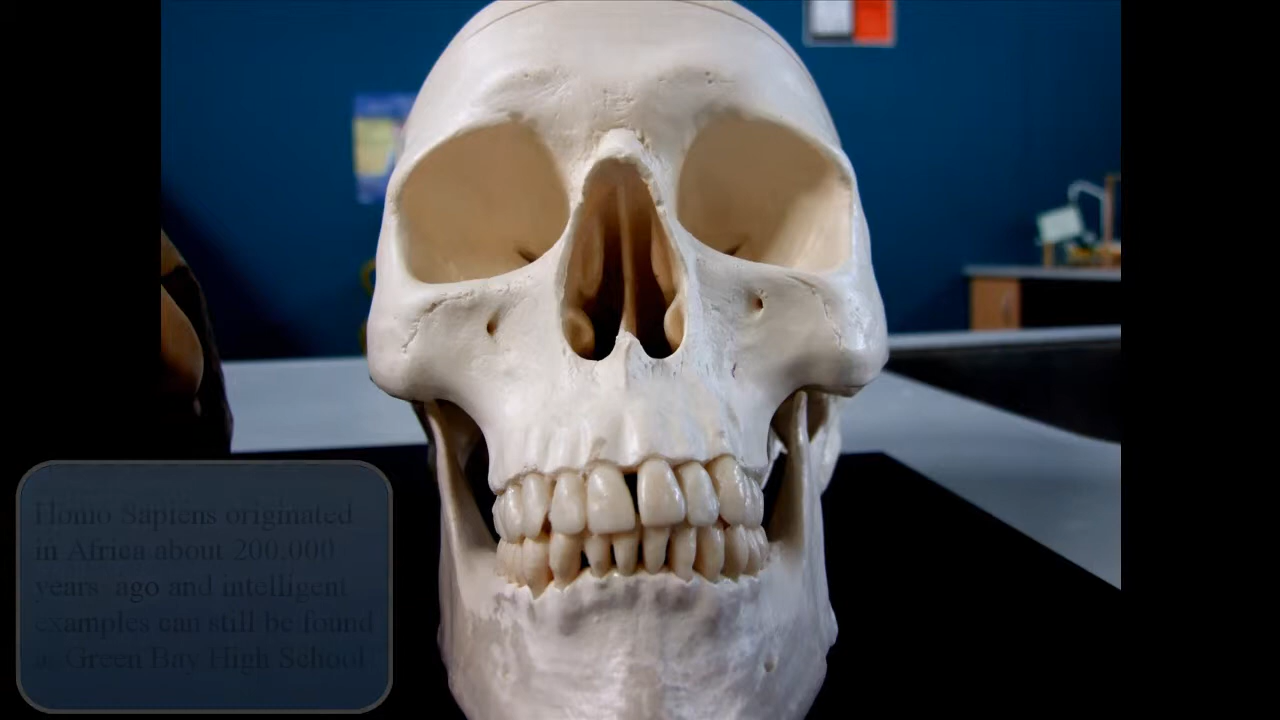 Homo Sapiens originated
in Africa about 200,000
years ago and intelligent
examples can still be found
at Green Bay High School